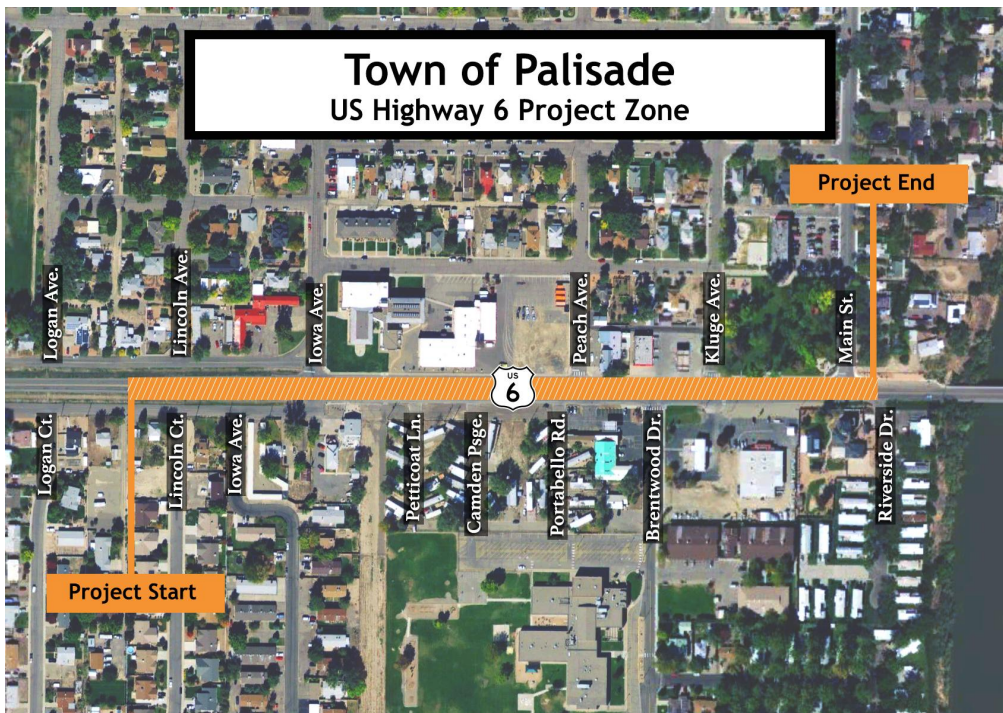 Town of Palisade
US Highway 6 Project Zone
Project End
Logan Ave.
Lincoln Ave.
Iowa Ave.
Peach Ave.
Kluge Ave.
Main St.
US
6
Logan Ct.
Lincoln Ct.
Iowa Ave.
Petticoat Ln.
Camden Psge.
Portabello Rd.
Brentwood Dr.
Riverside Dr.
Project Start